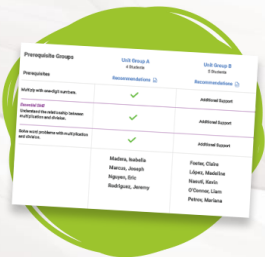 Prerequisite Groups
Unit Group A
4 Students
Unit Group B
5 Students
Prerequisites
Recommendations
Recommendations
Multiply with one-digit numbers.
Additional Support
Essential Skill
Understand the relationship between
multiplication and division.
Additional Support
Solve word problems with multiplication
and division.
Additional Support
Madera, Isabella
Marcus, Joseph
Nguyen, Eric
Rodriguez, Jeremy
Foster, Claire
López, Madeline
Naouli, Kevin
O'Connor, Liam
Petrov, Mariana